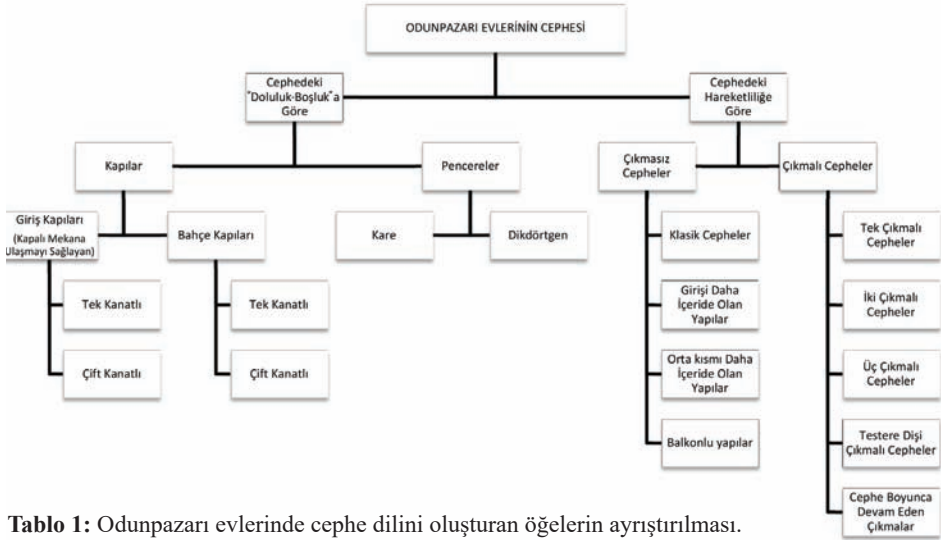 ODUNPAZARI EVLERİNİN CEPHESİ
Cephedeki
"Doluluk-Boşluk"a
Göre
Cephedeki
Hareketliliğe
Göre
Kapılar
Pencereler
Çıkmasız
Cepheler
Çıkmalı Cepheler
Giriş Kapıları
(Kapalı Mekana
Ulaşmayı Sağlayan)
Bahçe Kapıları
Kare
Dikdörtgen
Klasik Cepheler
Tek Çıkmalı
Cepheler
Tek Kanatlı
Tek Kanatlı
Girişi Daha
İçeride Olan
Yapılar
İki Çıkmalı
Cepheler
Çift Kanatlı
Çift Kanatlı
Orta kısmı Daha
İçeride Olan
Yapılar
Üç Çıkmalı
Cepheler
Balkonlu yapılar
Testere Dişi
Çıkmalı Cepheler
Cephe Boyunca
Devam Eden
Çıkmalar
Tablo 1: Odunpazarı evlerinde cephe dilini oluşturan öğelerin ayrıştırılması.